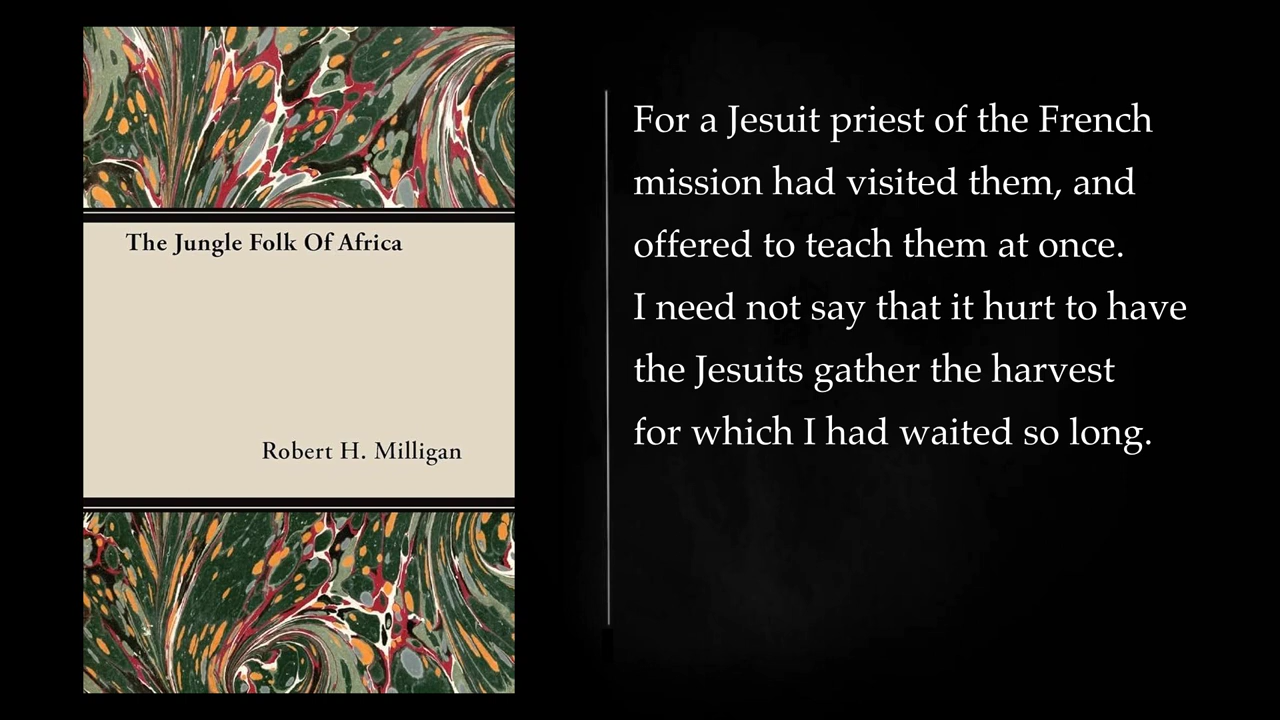 The Jungle Folk Of Africa
Robert H. Milligan
For a Jesuit priest of the French
mission had visited them, and
offered to teach them at once.
I need not say that it hurt to have
the Jesuits gather the harvest
for which I had waited so long.